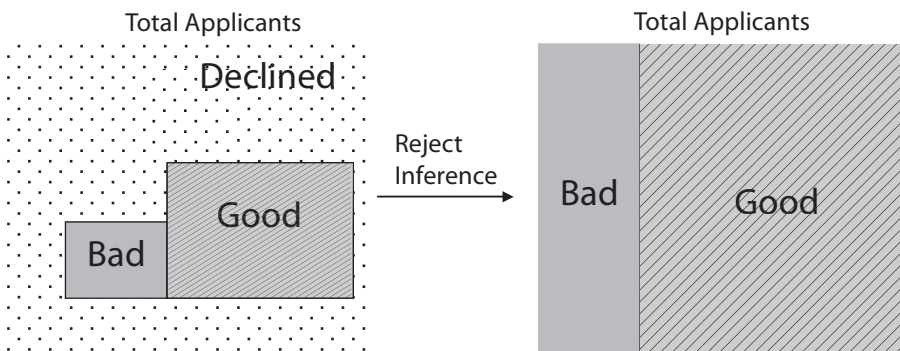 Total Applicants
Declined
Bad
Good
Reject
Inference
Total Applicants
Bad
Good